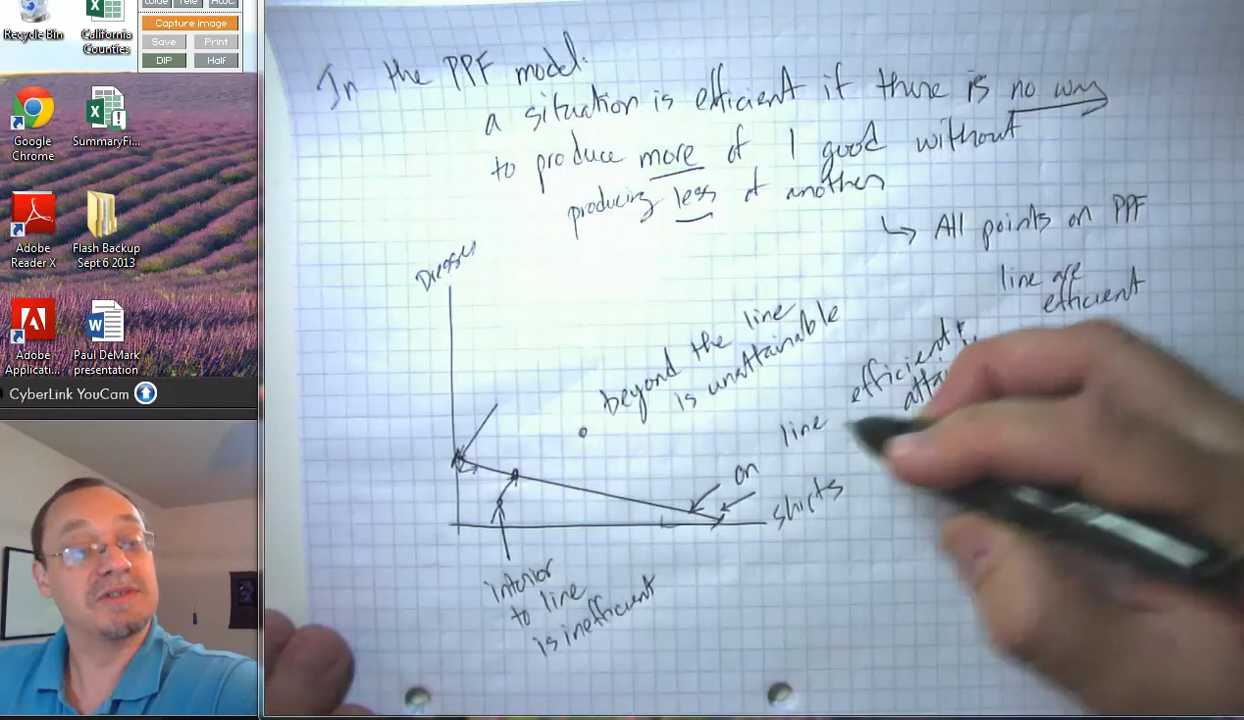 Wide
Tele
AWC
Capture Image
Save
Print
DIP
Half
Recycle Bin
California
Counties
Google
Chrome
SummaryFi...
Adobe
Reader X
Flash Backup
Sept 6 2013
Adobe
Applicati...
Paul DeMark
presentation
CyberLink YouCam
In the PPF model.
a situation is efficient if there is no way
to produce more of 1 good without
producing less of another
All points on PPF
line are
efficient
Dresses
beyond the line
is unattainable
efficient +
on line
shirts
interior
to line
is inefficient